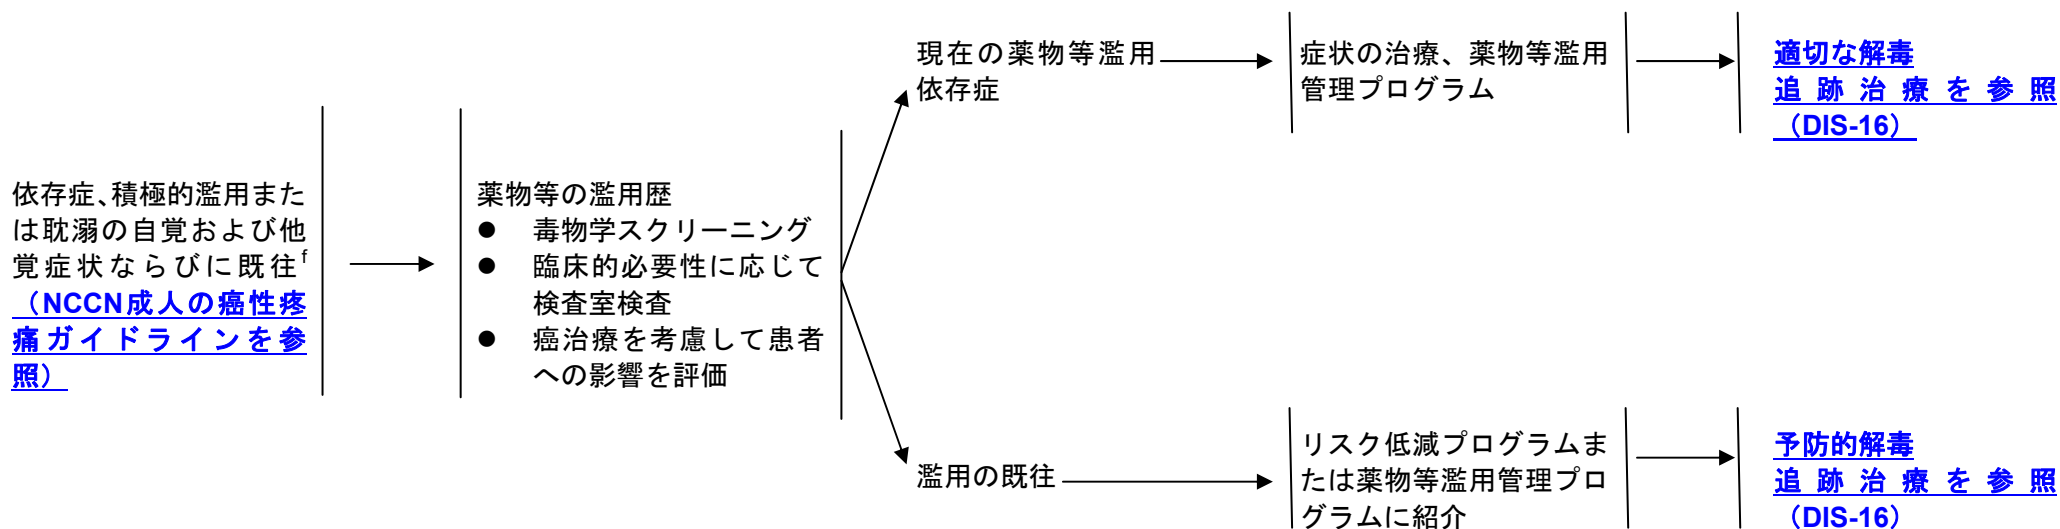 依存症、積極的濫用また
は耽溺の自覚および他
覚症状ならびに既往f
（NCCN成人の癌性疼
痛ガイドラインを参
照）
薬物等の濫用歴
● 毒物学スクリーニング
● 臨床的必要性に応じて
検査室検査
● 癌治療を考慮して患者
への影響を評価
現在の薬物等濫用
依存症
症状の治療、薬物等濫用
管理プログラム
適切な解毒
追跡治療を参照
（DIS-16）
濫用の既往
リスク低減プログラムま
たは薬物等濫用管理プロ
グラムに紹介
予防的解毒
追跡治療を参照
（DIS-16）